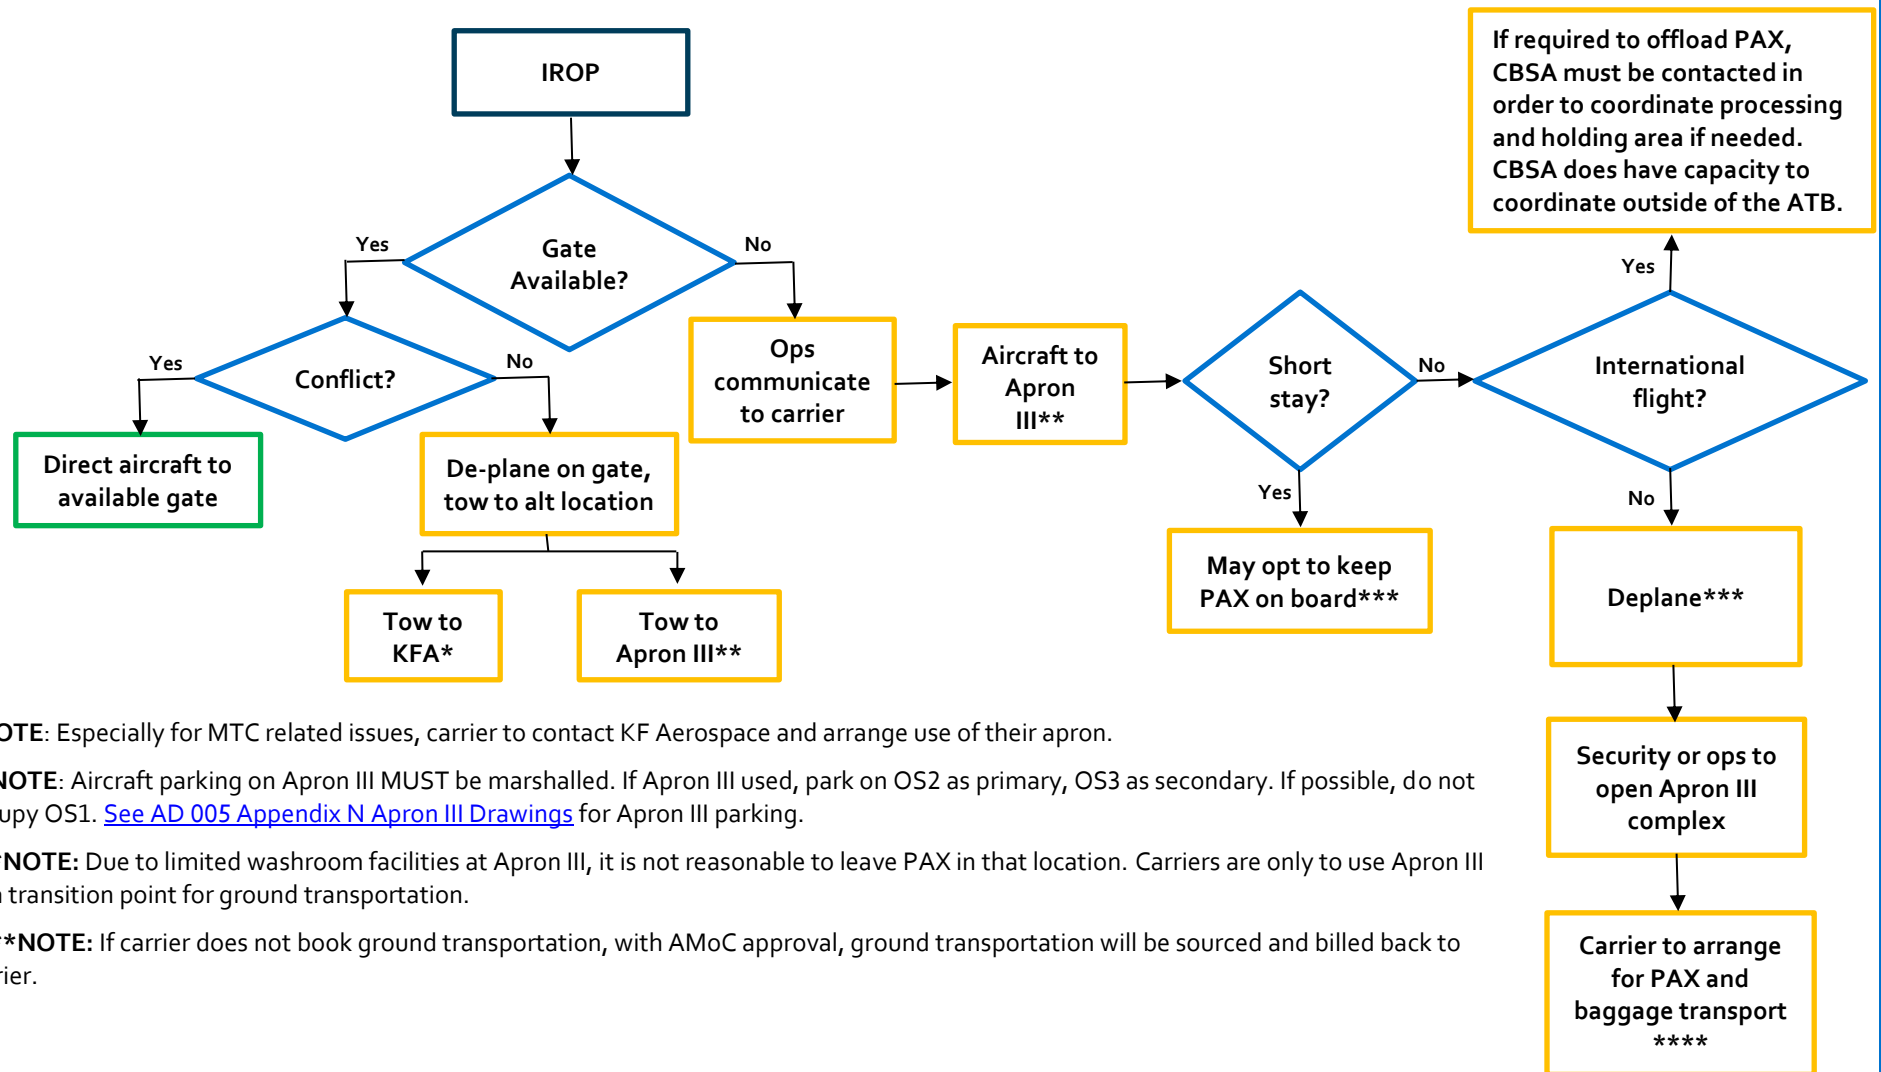 IROP
If required to offload PAX,
CBSA must be contacted in
order to coordinate processing
and holding area if needed.
CBSA does have capacity to
coordinate outside of the ATB.
Gate
Available?
Yes
No
Conflict?
Yes
No
Direct aircraft to
available gate
De-plane on gate,
tow to alt location
Tow to
KFA*
Tow to
Apron III**
Ops
communicate
to carrier
Aircraft to
Apron
III**
Short
stay?
No
Yes
May opt to keep
PAX on board***
International
flight?
Yes
No
Deplane***
Security or ops to
open Apron III
complex
Carrier to arrange
for PAX and
baggage transport
****
OTE: Especially for MTC related issues, carrier to contact KF Aerospace and arrange use of their apron.
NOTE: Aircraft parking on Apron III MUST be marshalled. If Apron III used, park on OS2 as primary, OS3 as secondary. If possible, do not
upy OS1. See AD 005 Appendix N Apron III Drawings for Apron III parking.
*NOTE: Due to limited washroom facilities at Apron III, it is not reasonable to leave PAX in that location. Carriers are only to use Apron III
transition point for ground transportation.
**NOTE: If carrier does not book ground transportation, with AMoC approval, ground transportation will be sourced and billed back to
rier.